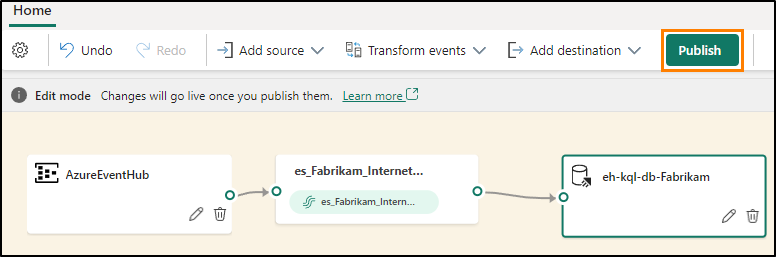 Home
Undo Redo Add source Transform events Add destination Publish
Edit mode Changes will go live once you publish them. Learn more
AzureEventHub es_Fabrikam_Internet... eh-kql-db-Fabrikam
es_Fabrikam_Intern...